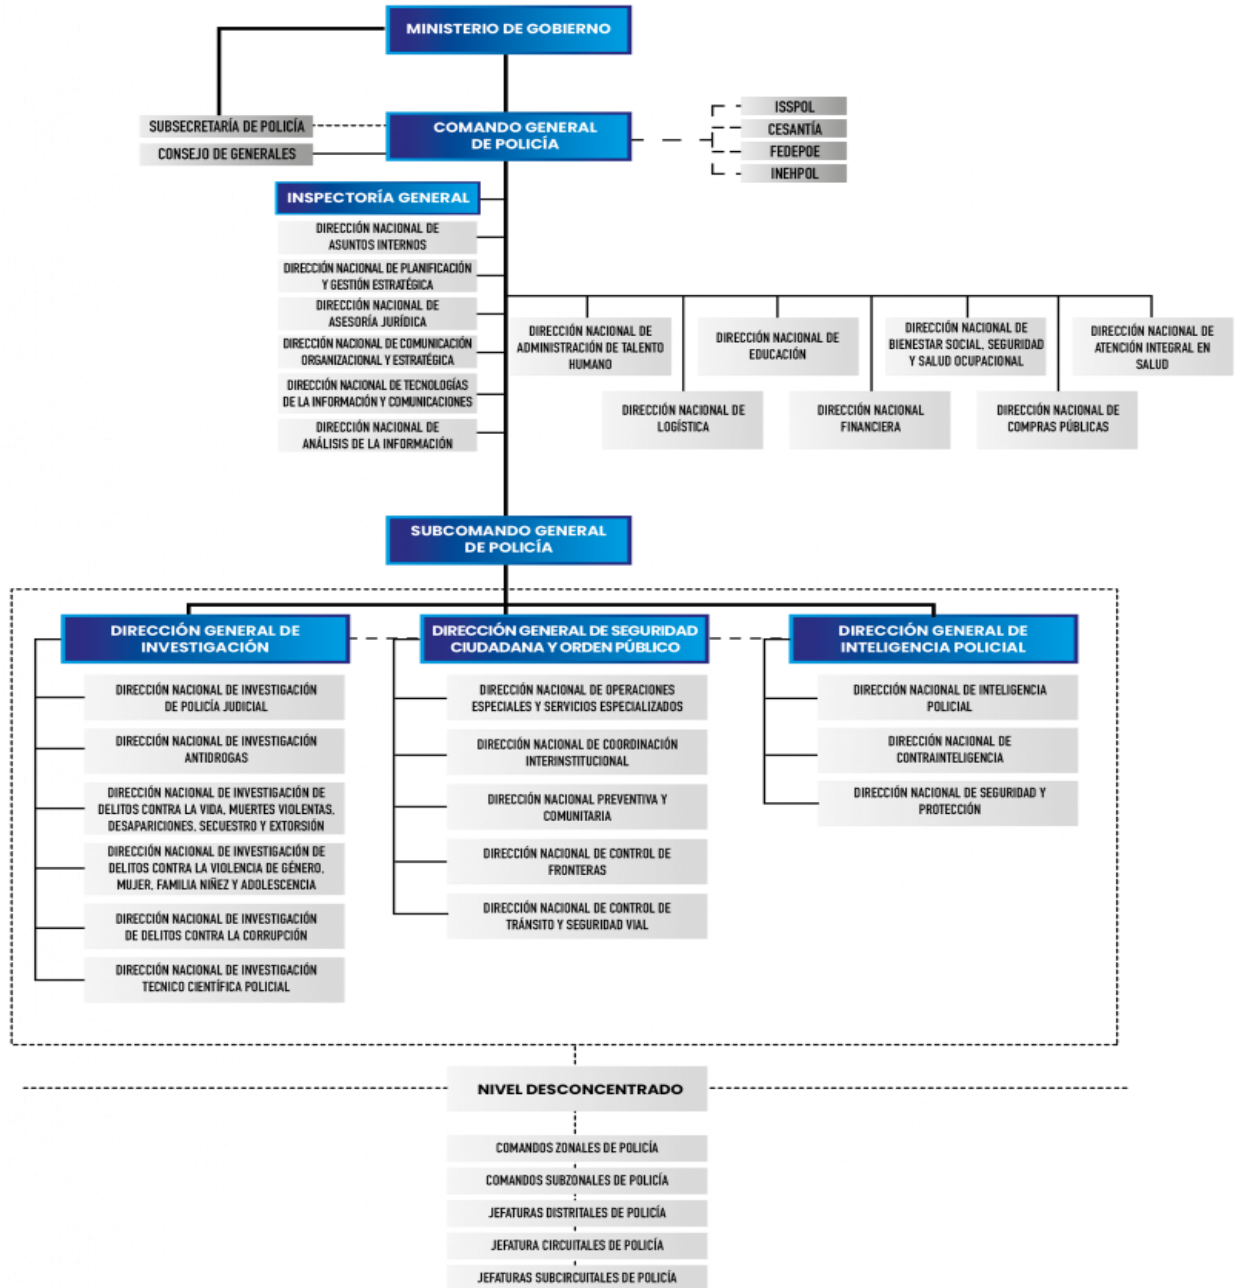 MINISTERIO DE GOBIERNO
SUBSECRETARÍA DE POLICÍA
CONSEJO DE GENERALES
COMANDO GENERAL
DE POLICÍA
ISSPOL
CESANTÍA
FEDEPOE
INEHPOL
INSPECTORÍA GENERAL
DIRECCIÓN NACIONAL DE
ASUNTOS INTERNOS
DIRECCIÓN NACIONAL DE PLANIFICACIÓN
Y GESTIÓN ESTRATÉGICA
DIRECCIÓN NACIONAL DE
ASESORÍA JURÍDICA
DIRECCIÓN NACIONAL DE COMUNICACIÓN
ORGANIZACIONAL Y ESTRATÉGICA
DIRECCIÓN NACIONAL DE TECNOLOGÍAS
DE LA INFORMACIÓN Y COMUNICACIONES
DIRECCIÓN NACIONAL DE
ANÁLISIS DE LA INFORMACIÓN
DIRECCIÓN NACIONAL DE
ADMINISTRACIÓN DE TALENTO
HUMANO
DIRECCIÓN NACIONAL DE
EDUCACIÓN
DIRECCIÓN NACIONAL DE
BIENESTAR SOCIAL, SEGURIDAD
Y SALUD OCUPACIONAL
DIRECCIÓN NACIONAL DE
ATENCIÓN INTEGRAL EN
SALUD
DIRECCIÓN NACIONAL DE
LOGÍSTICA
DIRECCIÓN NACIONAL
FINANCIERA
DIRECCIÓN NACIONAL DE
COMPRAS PÚBLICAS
SUBCOMANDO GENERAL
DE POLICÍA
DIRECCIÓN GENERAL DE
INVESTIGACIÓN
DIRECCIÓN NACIONAL DE INVESTIGACIÓN
DE POLICÍA JUDICIAL
DIRECCIÓN NACIONAL DE INVESTIGACIÓN
ANTIDROGAS
DIRECCIÓN NACIONAL DE INVESTIGACIÓN DE
DELITOS CONTRA LA VIDA, MUERTES VIOLENTAS,
DESAPARICIONES, SECUESTRO Y EXTORSIÓN
DIRECCIÓN NACIONAL DE INVESTIGACIÓN DE
DELITOS CONTRA LA VIOLENCIA DE GÉNERO,
MUJER, FAMILIA NIÑEZ Y ADOLESCENCIA
DIRECCIÓN NACIONAL DE INVESTIGACIÓN
DE DELITOS CONTRA LA CORRUPCIÓN
DIRECCIÓN NACIONAL DE INVESTIGACIÓN
TECNICO CIENTÍFICA POLICIAL
DIRECCIÓN GENERAL DE SEGURIDAD
CIUDADANA Y ORDEN PÚBLICO
DIRECCIÓN NACIONAL DE OPERACIONES
ESPECIALES Y SERVICIOS ESPECIALIZADOS
DIRECCIÓN NACIONAL DE COORDINACIÓN
INTERINSTITUCIONAL
DIRECCIÓN NACIONAL PREVENTIVA Y
COMUNITARIA
DIRECCIÓN NACIONAL DE CONTROL DE
FRONTERAS
DIRECCIÓN NACIONAL DE CONTROL DE
TRÁNSITO Y SEGURIDAD VIAL
DIRECCIÓN GENERAL DE
INTELIGENCIA POLICIAL
DIRECCIÓN NACIONAL DE INTELIGENCIA
POLICIAL
DIRECCIÓN NACIONAL DE
CONTRAINTELIGENCIA
DIRECCIÓN NACIONAL DE SEGURIDAD Y
PROTECCIÓN
NIVEL DESCONCENTRADO
COMANDOS ZONALES DE POLICÍA
COMANDOS SUBZONALES DE POLICÍA
JEFATURAS DISTRITALES DE POLICÍA
JEFATURA CIRCUITALES DE POLICÍA
JEFATURAS SUBCIRCUITALES DE POLICÍA